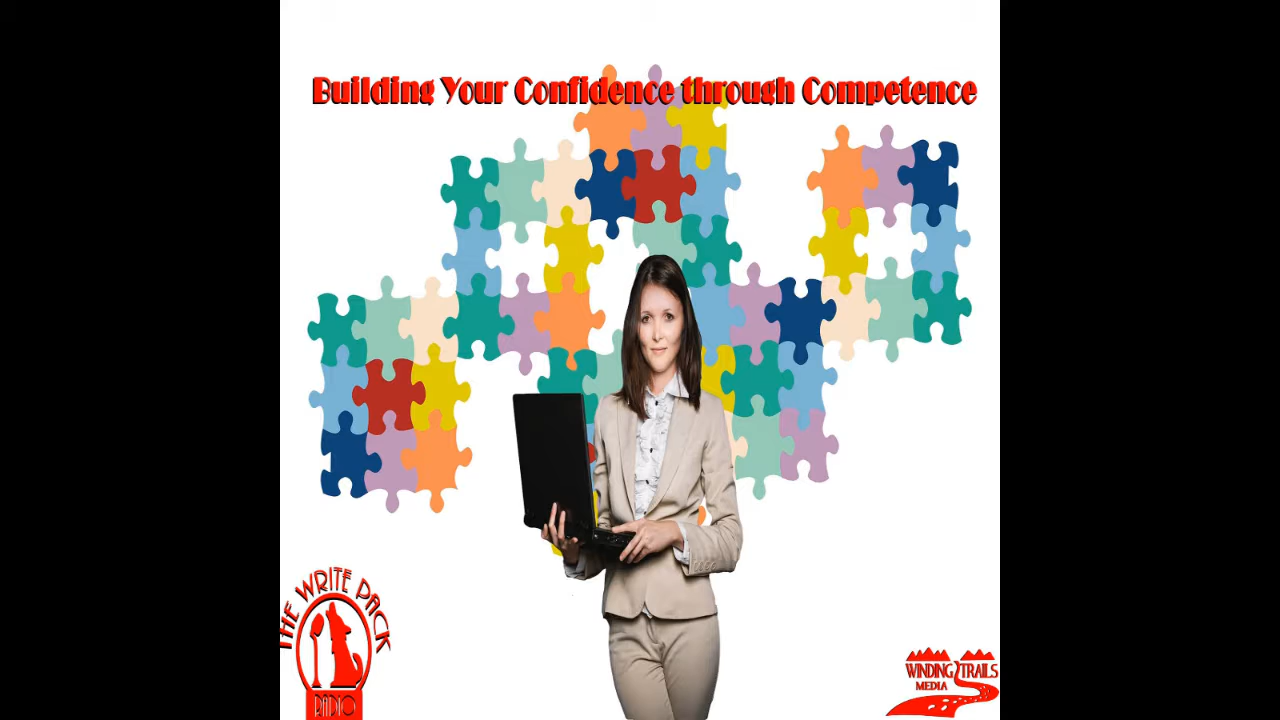 Building Your Confidence through Competence
THE WRITE PACK
RADIO
WINDING TRAILS
MEDIA